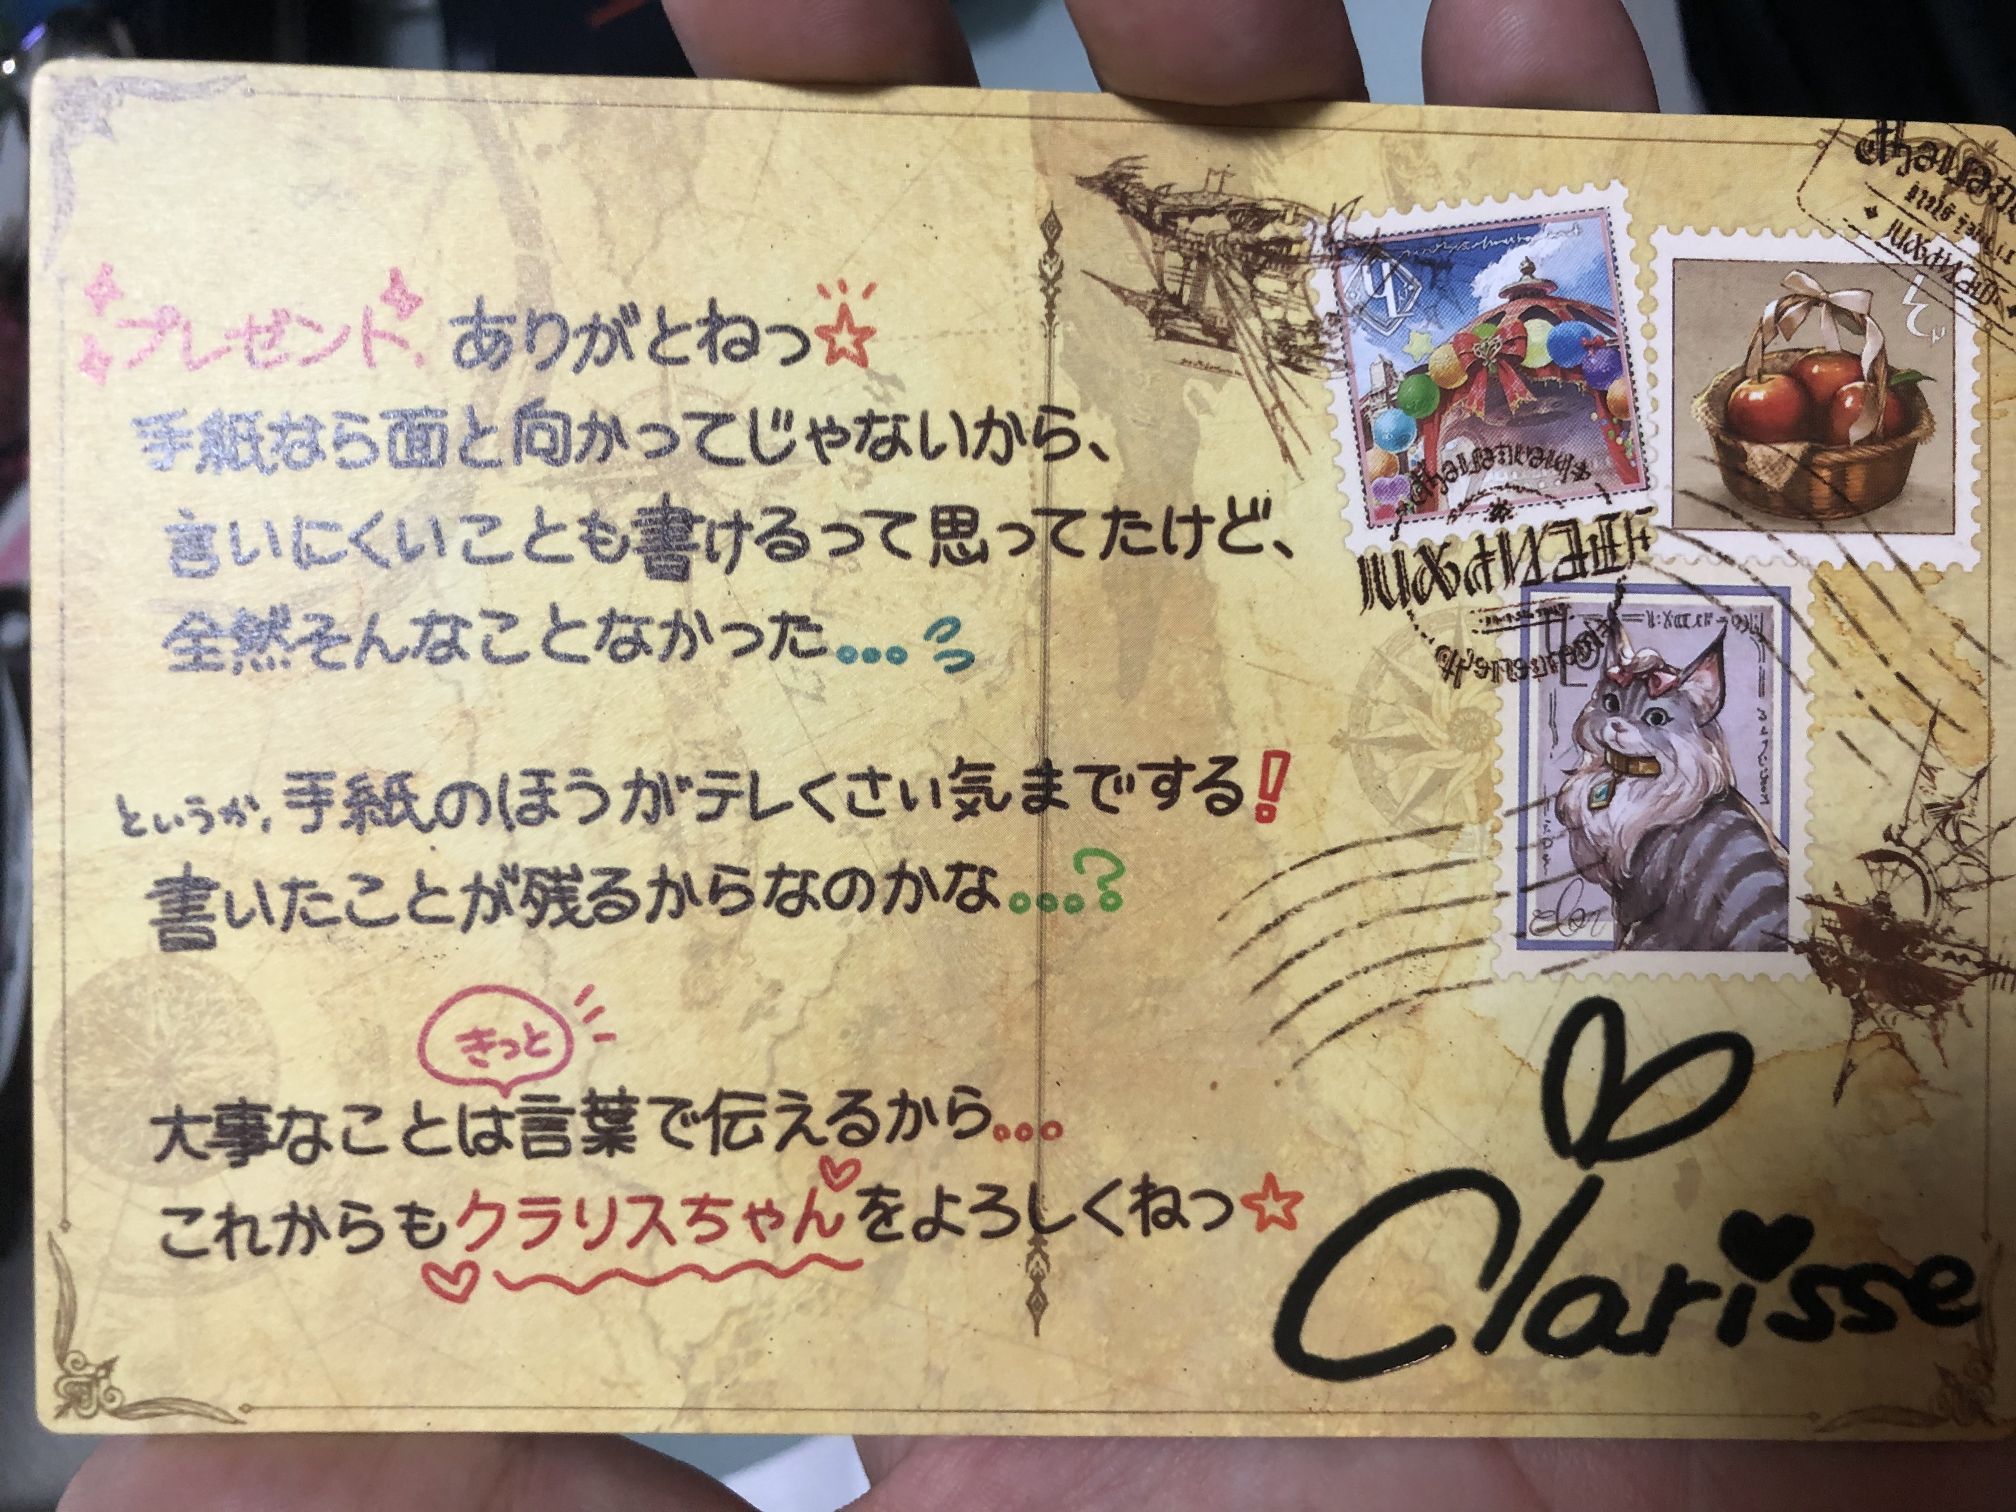 プレゼント、ありがとねっ☆
手紙なら面と向かってじゃないから、
言いにくいことも書けるって思ってたけど、
全然そんなことなかった...
というか、手紙のほうがテレくさい気までする!
書いたことが残るからなのかな...?
きっと
大事なことは言葉で伝えるから...
これからもクラリスちゃん♡をよろしくねっ☆
Clarisse